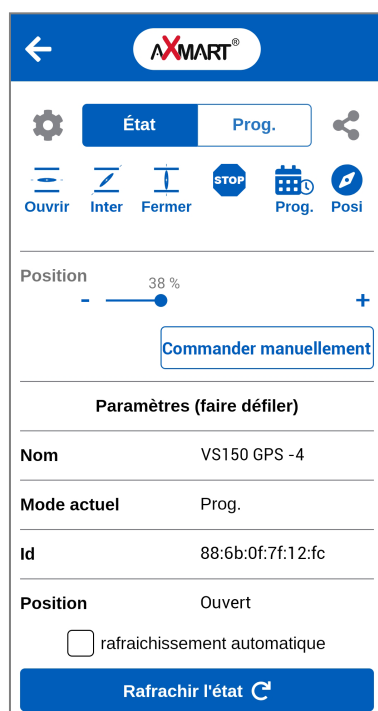 AXMART®
État Prog.
Ouvrir Inter Fermer STOP Prog. Posi
Position
38 %
- +
Commander manuellement
Paramètres (faire défiler)
Nom VS150 GPS -4
Mode actuel Prog.
Id 88:6b:0f:7f:12:fc
Position Ouvert
rafraichissement automatique
Rafrachir l'état